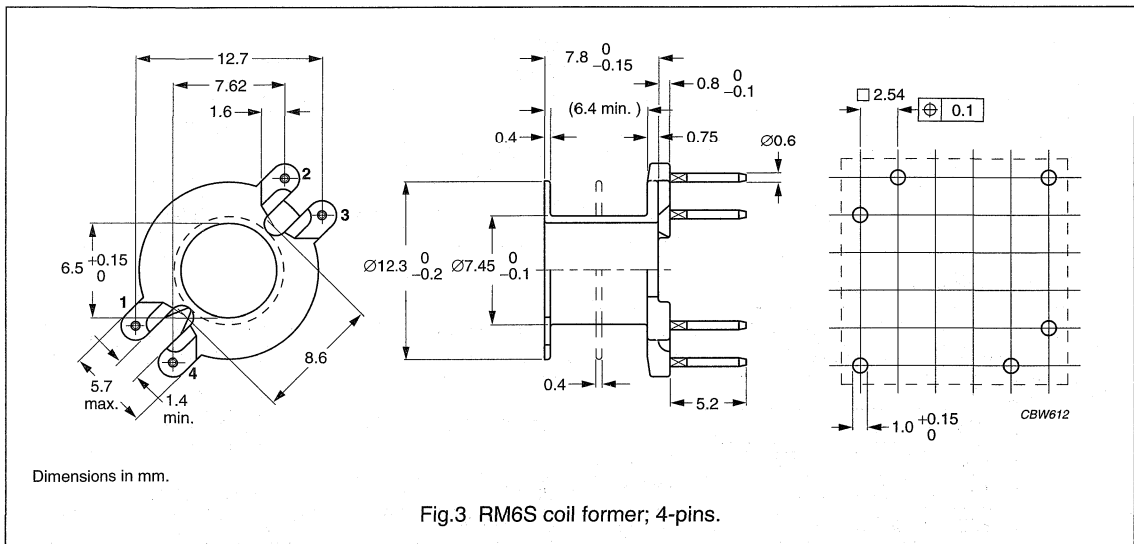 12.7
7.62
1.6
2
3
6.5 +0.15 0
1
4
5.7 max.
1.4 min.
8.6
7.8 0 −0.15
0.8 0 −0.1
(6.4 min. )
0.4
0.75
Ø0.6
Ø12.3 0 −0.2
Ø7.45 0 −0.1
0.4
5.2
□ 2.54
⌖ 0.1
1.0 +0.15 0
CBW612
Dimensions in mm.
Fig.3 RM6S coil former; 4-pins.